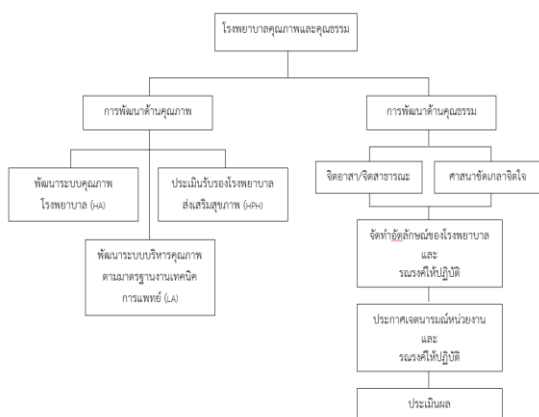 โรงพยาบาลคุณภาพและคุณธรรม
การพัฒนาด้านคุณภาพ
การพัฒนาด้านคุณธรรม
พัฒนาระบบคุณภาพ
โรงพยาบาล (HA)
ประเมินรับรองโรงพยาบาล
ส่งเสริมสุขภาพ (HPH)
จิตอาสา/จิตสาธารณะ
ศาสนาขัดเกลาจิตใจ
พัฒนาระบบบริหารคุณภาพ
ตามมาตรฐานงานเทคนิค
การแพทย์ (LA)
จัดทำอัตลักษณ์ของโรงพยาบาล
และ
รณรงค์ให้ปฏิบัติ
ประกาศเจตนารมณ์หน่วยงาน
และ
รณรงค์ให้ปฏิบัติ
ประเมินผล